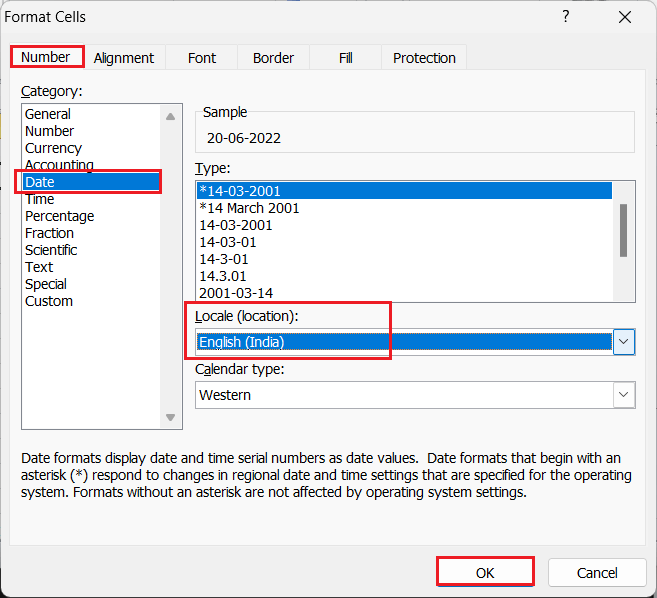 Format Cells ?
Number Alignment Font Border Fill Protection
Category:
General
Number
Currency
Accounting
Date
Time
Percentage
Fraction
Scientific
Text
Special
Custom
Sample
20-06-2022
Type:
*14-03-2001
*14 March 2001
14-03-2001
14-03-01
14-3-01
14.3.01
2001-03-14
Locale (location):
English (India)
Calendar type:
Western
Date formats display date and time serial numbers as date values. Date formats that begin with an
asterisk (*) respond to changes in regional date and time settings that are specified for the operating
system. Formats without an asterisk are not affected by operating system settings.
OK Cancel